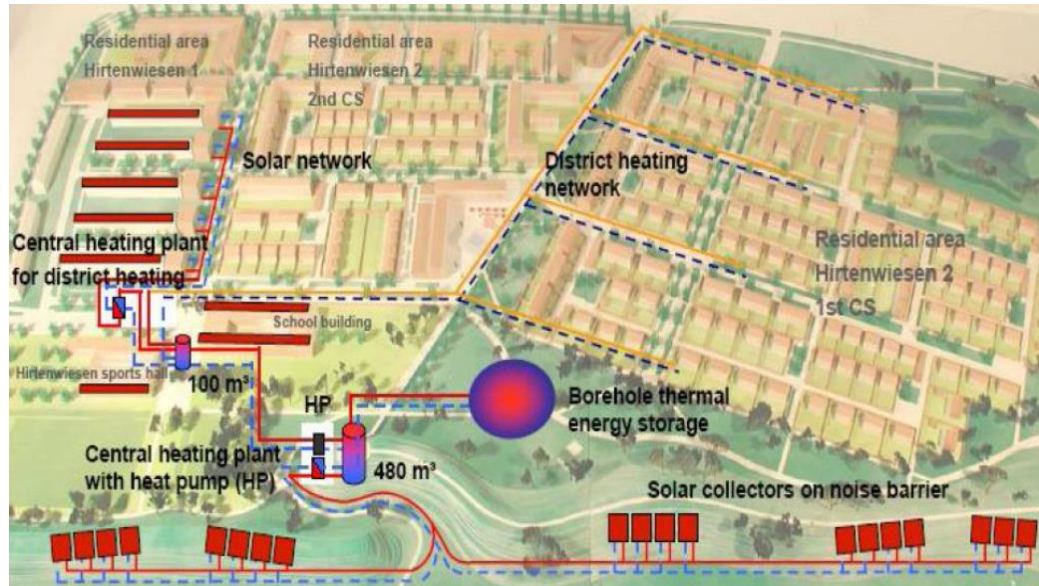 Residential area
Hirtenwiesen 1
Residential area
Hirtenwiesen 2
2nd CS
Solar network
District heating
network
Central heating plant
for district heating
Residential area
Hirtenwiesen 2
1st CS
School building
Hirtenwiesen sports hall
100 m³
HP
Borehole thermal
energy storage
Central heating plant
with heat pump (HP)
480 m³
Solar collectors on noise barrier